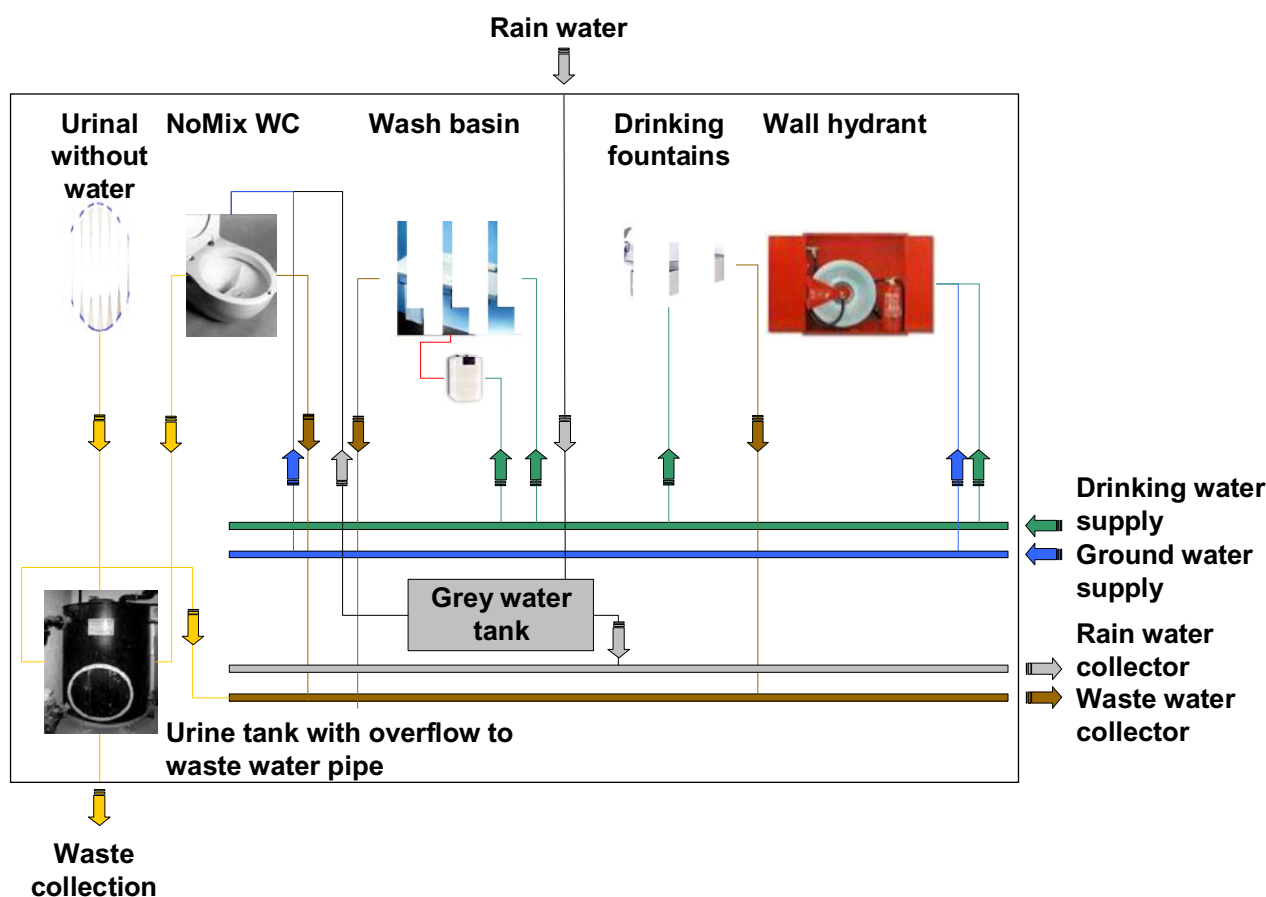 Rain water
Urinal
without
water
NoMix WC
Wash basin
Drinking
fountains
Wall hydrant
Drinking water
supply
Ground water
supply
Grey water
tank
Rain water
collector
Waste water
collector
Urine tank with overflow to
waste water pipe
Waste
collection